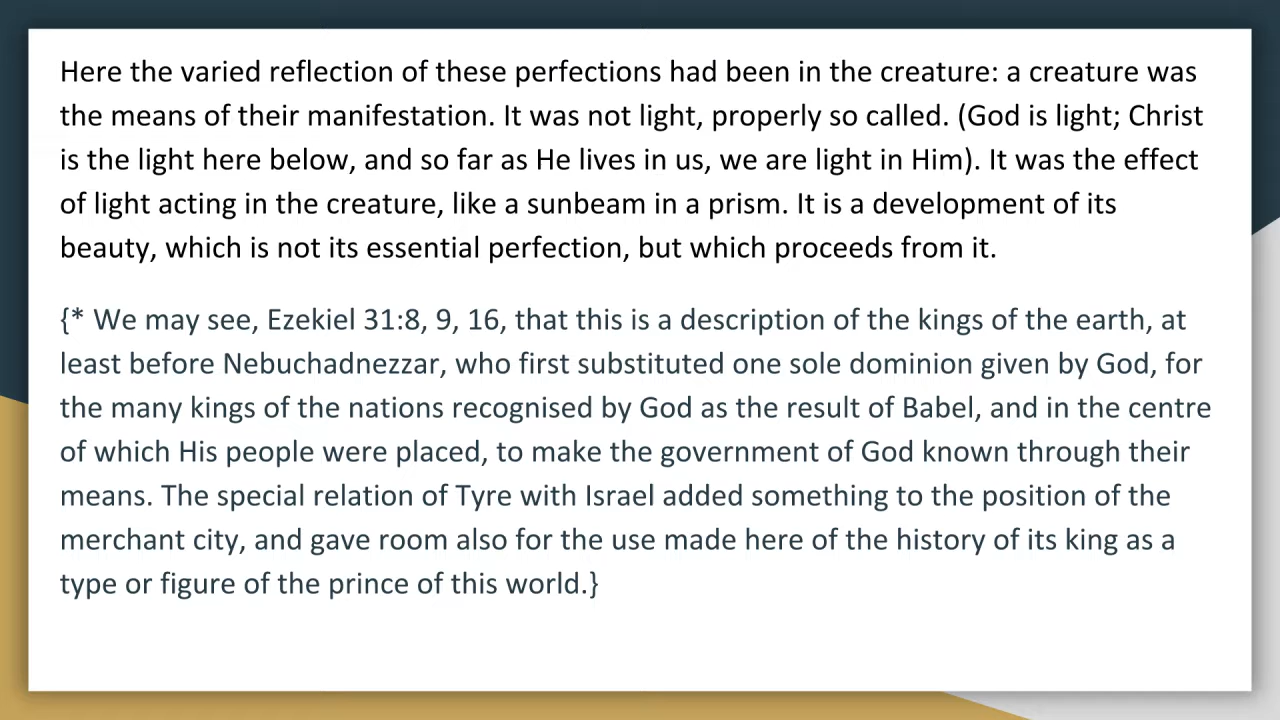 Here the varied reflection of these perfections had been in the creature: a creature was
the means of their manifestation. It was not light, properly so called. (God is light; Christ
is the light here below, and so far as He lives in us, we are light in Him). It was the effect
of light acting in the creature, like a sunbeam in a prism. It is a development of its
beauty, which is not its essential perfection, but which proceeds from it.
{* We may see, Ezekiel 31:8, 9, 16, that this is a description of the kings of the earth, at
least before Nebuchadnezzar, who first substituted one sole dominion given by God, for
the many kings of the nations recognised by God as the result of Babel, and in the centre
of which His people were placed, to make the government of God known through their
means. The special relation of Tyre with Israel added something to the position of the
merchant city, and gave room also for the use made here of the history of its king as a
type or figure of the prince of this world.}